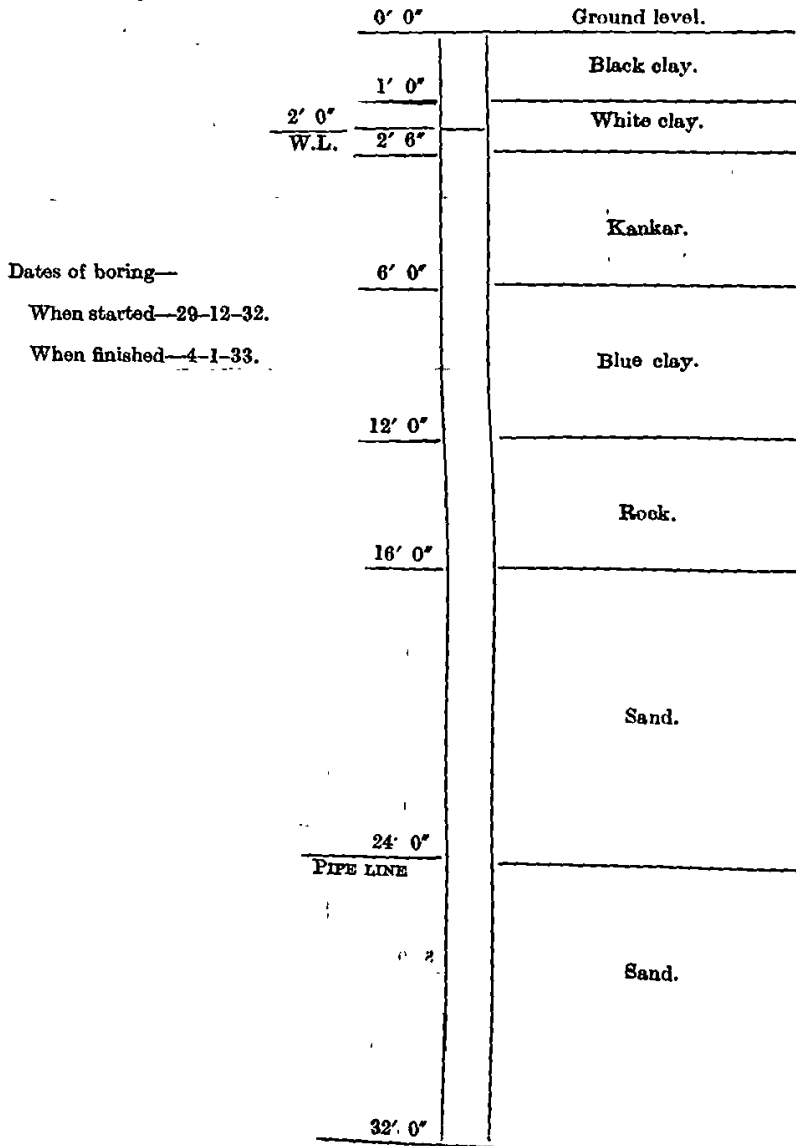 0′ 0″ Ground level.
Black clay.
1′ 0″
2′ 0″ White clay.
W.L. 2′ 6″
Kankar.
Dates of boring—
6′ 0″
When started—29-12-32.
When finished—4-1-33.
Blue clay.
12′ 0″
Rock.
16′ 0″
Sand.
24′ 0″
PIPE LINE
Sand.
32′ 0″